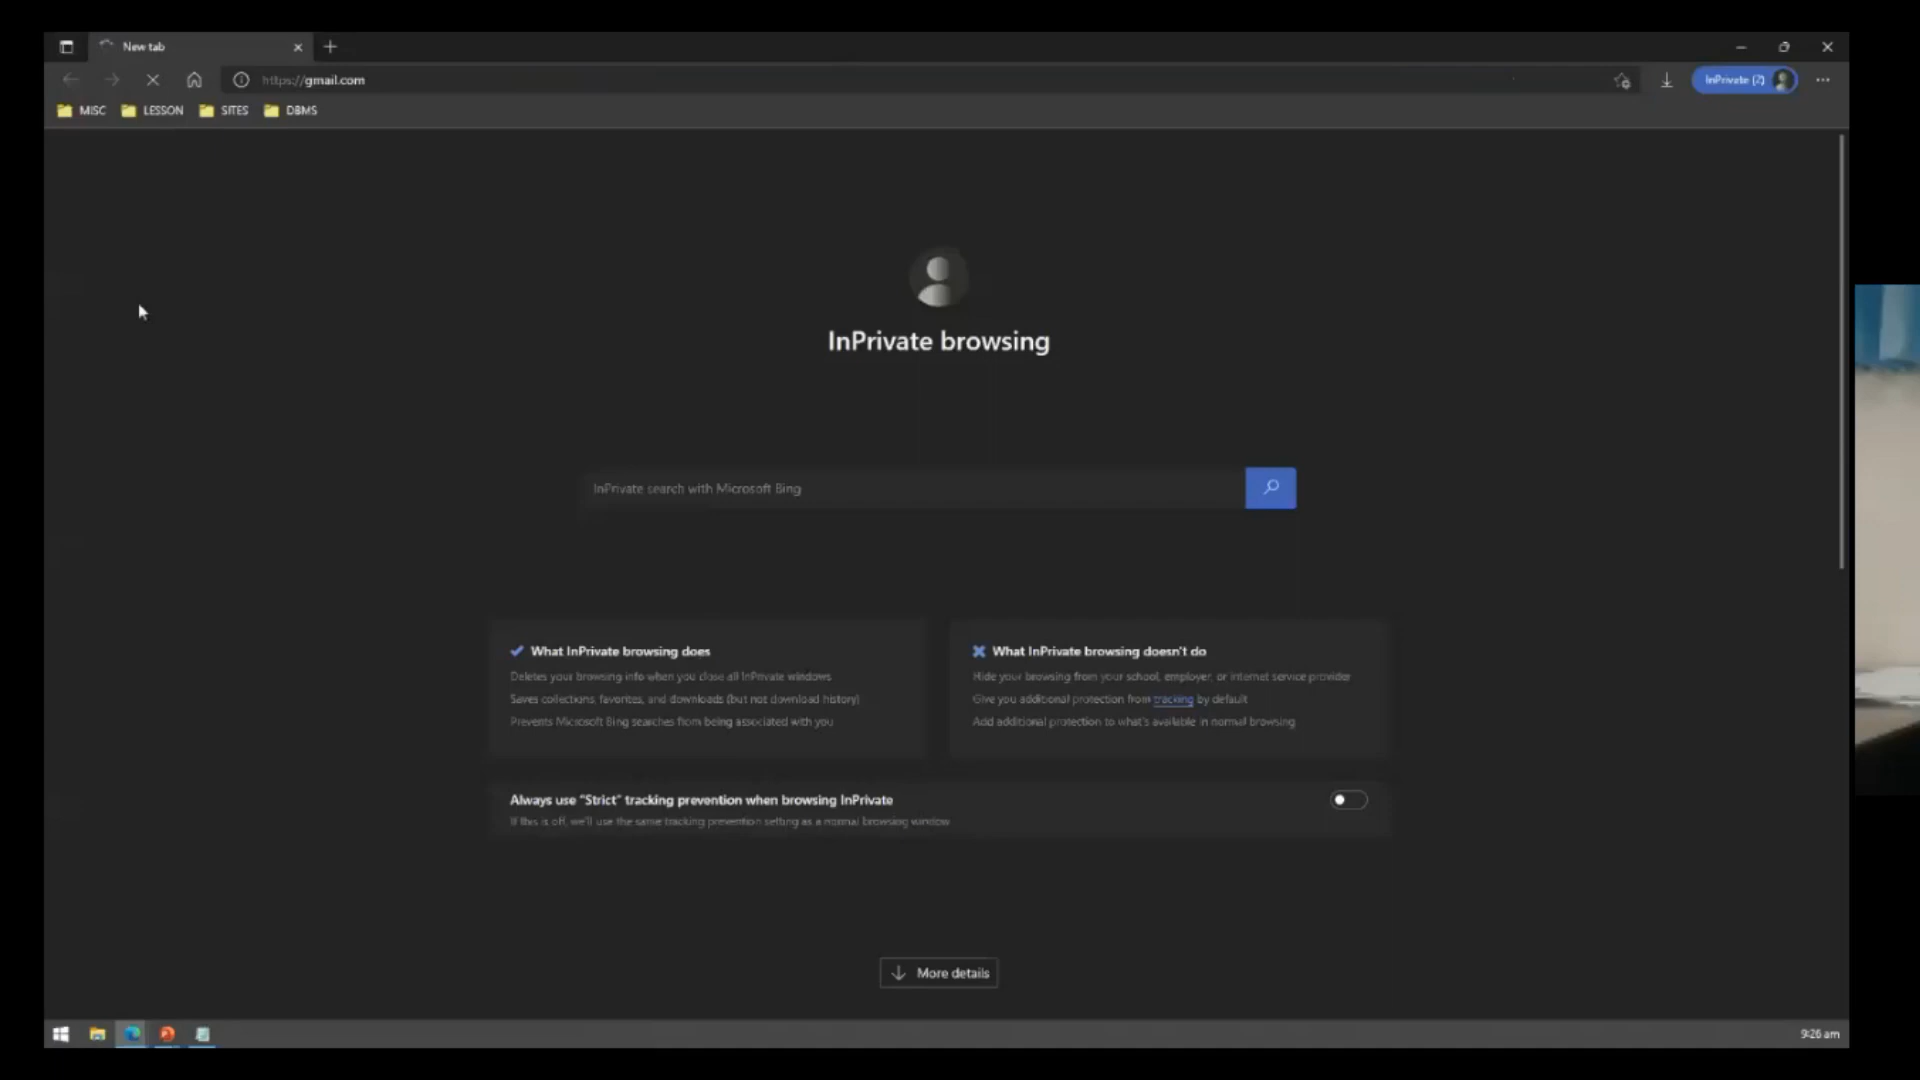 New tab
https://gmail.com
InPrivate (2)
MISC
LESSON
SITES
DBMS
InPrivate browsing
InPrivate search with Microsoft Bing
What InPrivate browsing does
Deletes your browsing info when you close all InPrivate windows
Saves collections, favorites, and downloads (but not download history)
Prevents Microsoft Bing searches from being associated with you
What InPrivate browsing doesn't do
Hide your browsing from your school, employer, or internet service provider
Give you additional protection from tracking by default
Add additional protection to what's available in normal browsing
Always use "Strict" tracking prevention when browsing InPrivate
If this is off, we'll use the same tracking prevention setting as a normal browsing window
More details
9:26 am